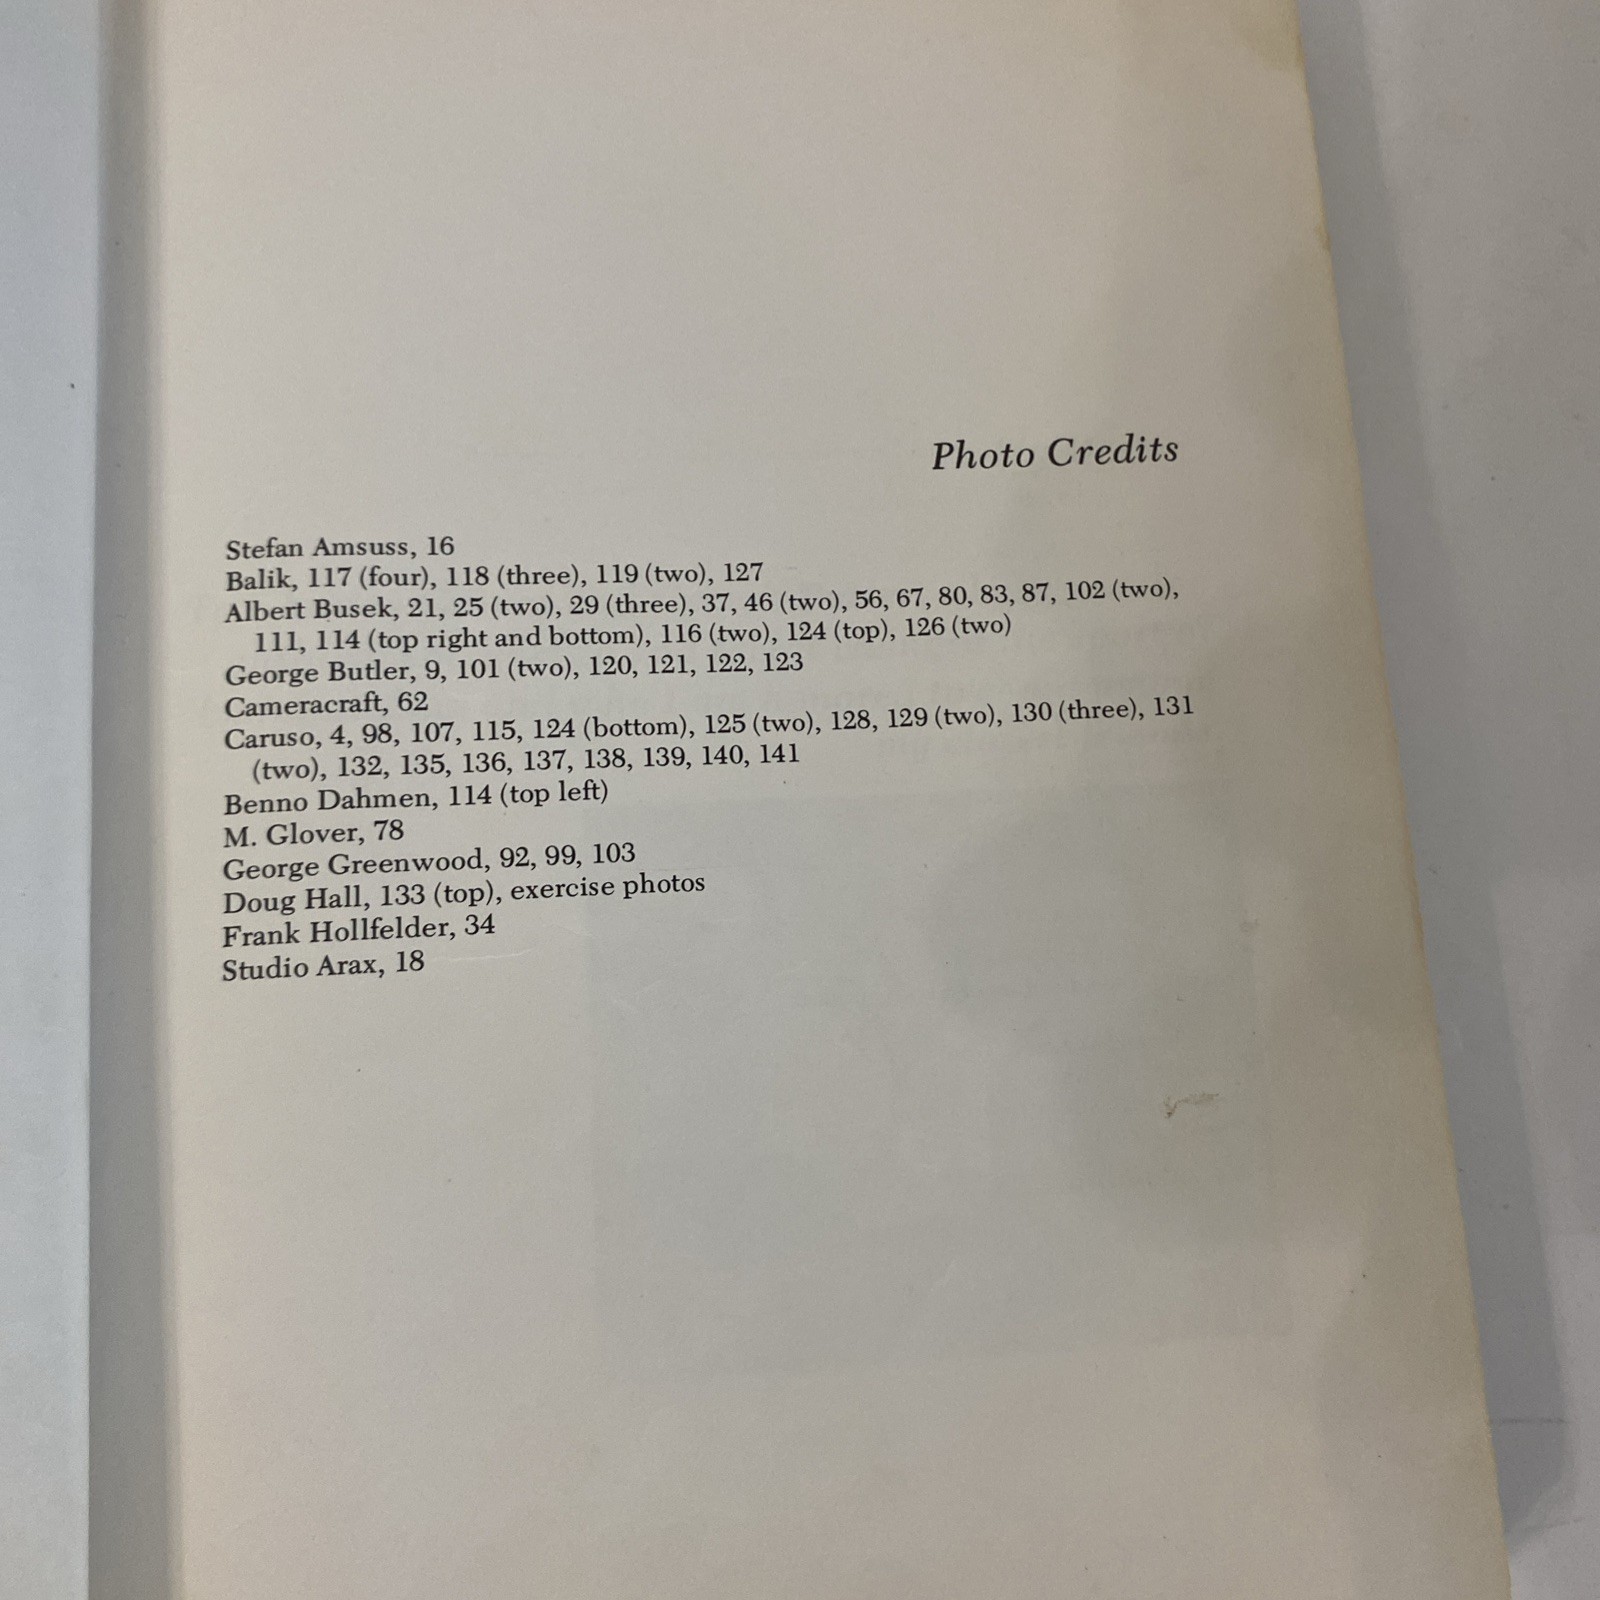 Photo Credits
Stefan Amsuss, 16
Balik, 117 (four), 118 (three), 119 (two), 127
Albert Busek, 21, 25 (two), 29 (three), 37, 46 (two), 56, 67, 80, 83, 87, 102 (two),
111, 114 (top right and bottom), 116 (two), 124 (top), 126 (two)
George Butler, 9, 101 (two), 120, 121, 122, 123
Cameracraft, 62
Caruso, 4, 98, 107, 115, 124 (bottom), 125 (two), 128, 129 (two), 130 (three), 131
(two), 132, 135, 136, 137, 138, 139, 140, 141
Benno Dahmen, 114 (top left)
M. Glover, 78
George Greenwood, 92, 99, 103
Doug Hall, 133 (top), exercise photos
Frank Hollfelder, 34
Studio Arax, 18